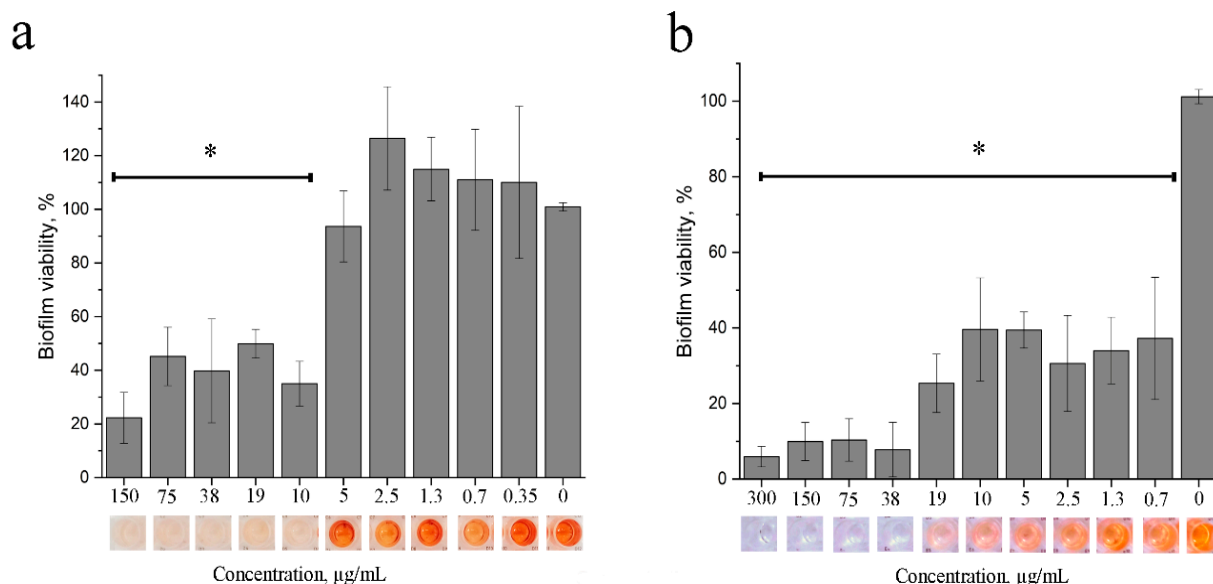 a
*
Biofilm viability, %
140
120
100
80
60
40
20
0
150 75 38 19 10 5 2.5 1.3 0.7 0.35 0
Concentration, µg/mL
b
*
Biofilm viability, %
100
80
60
40
20
0
300 150 75 38 19 10 5 2.5 1.3 0.7 0
Concentration, µg/mL